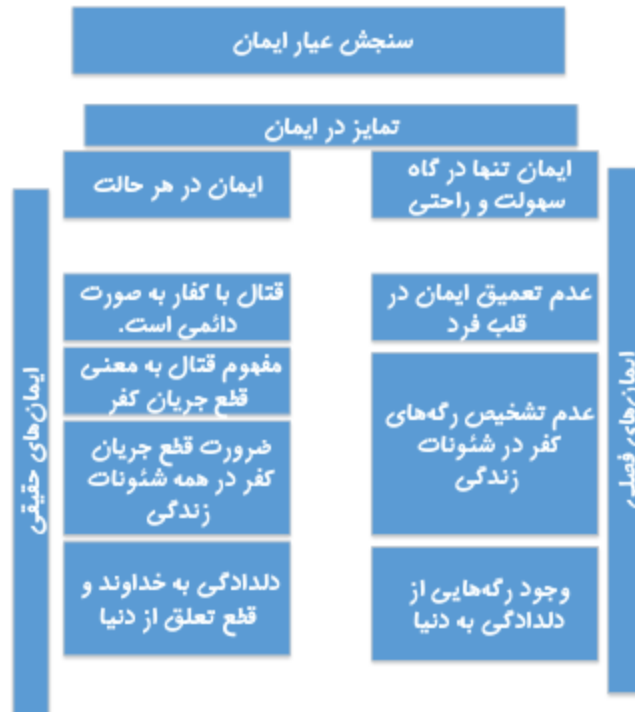 سنجش عیار ایمان
تمایز در ایمان
ایمان‌های فصلی
ایمان تنها در گاه
سهولت و راحتی
عدم تعمیق ایمان در
قلب فرد
عدم تشخیص رگه‌های
کفر در شئونات
زندگی
وجود رگه‌هایی از
دلدادگی به دنیا
ایمان در هر حالت
قتال با کفار به صورت
دائمی است.
مفهوم قتال به معنی
قطع جریان کفر
ضرورت قطع جریان
کفر در همه شئونات
زندگی
دلدادگی به خداوند و
قطع تعلق از دنیا
ایمان‌های حقیقی